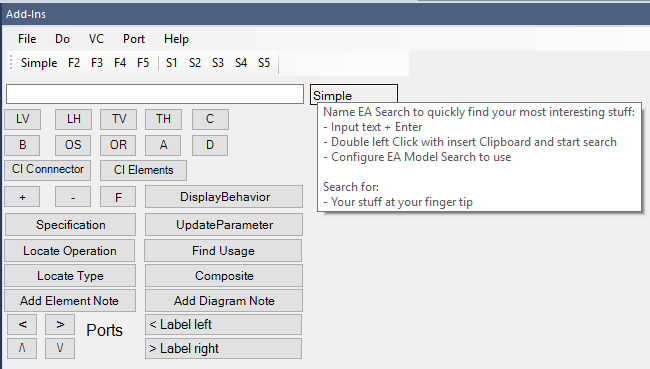 Add-Ins
File Do VC Port Help
Simple F2 F3 F4 F5 S1 S2 S3 S4 S5
Simple
Name EA Search to quickly find your most interesting stuff:
- Input text + Enter
- Double left Click with insert Clipboard and start search
- Configure EA Model Search to use
Search for:
- Your stuff at your finger tip
LV LH TV TH C
B OS OR A D
CI Connnector CI Elements
+ - F DisplayBehavior
Specification UpdateParameter
Locate Operation Find Usage
Locate Type Composite
Add Element Note Add Diagram Note
< > Ports < Label left
/\ \/ > Label right